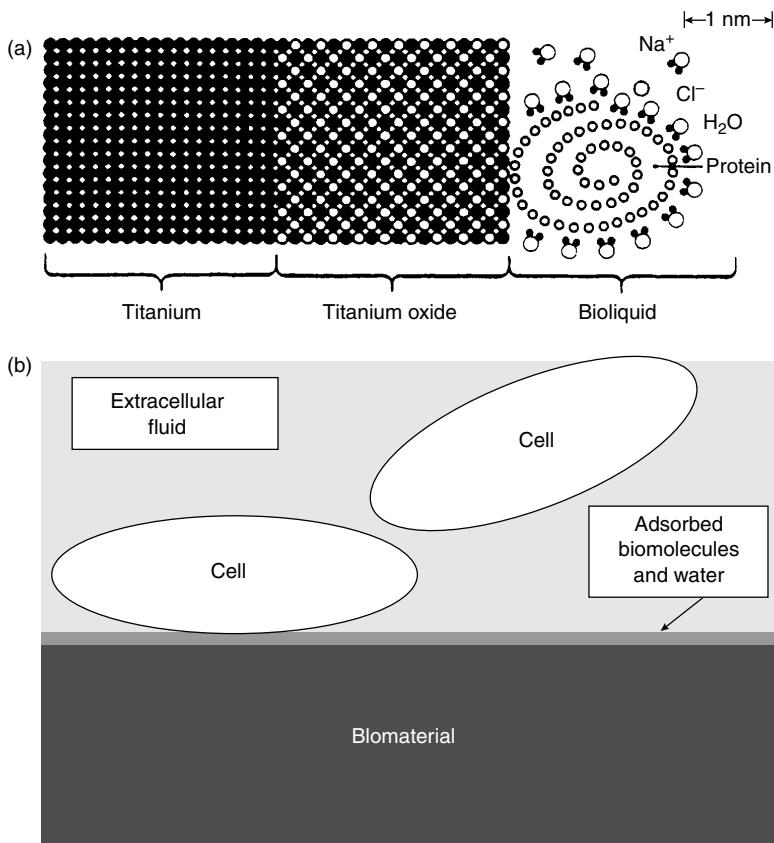 (a)
1 nm
Na⁺
Cl⁻
H₂O
Protein
Titanium
Titanium oxide
Bioliquid
(b)
Extracellular
fluid
Cell
Adsorbed
biomolecules
and water
Cell
Blomaterial